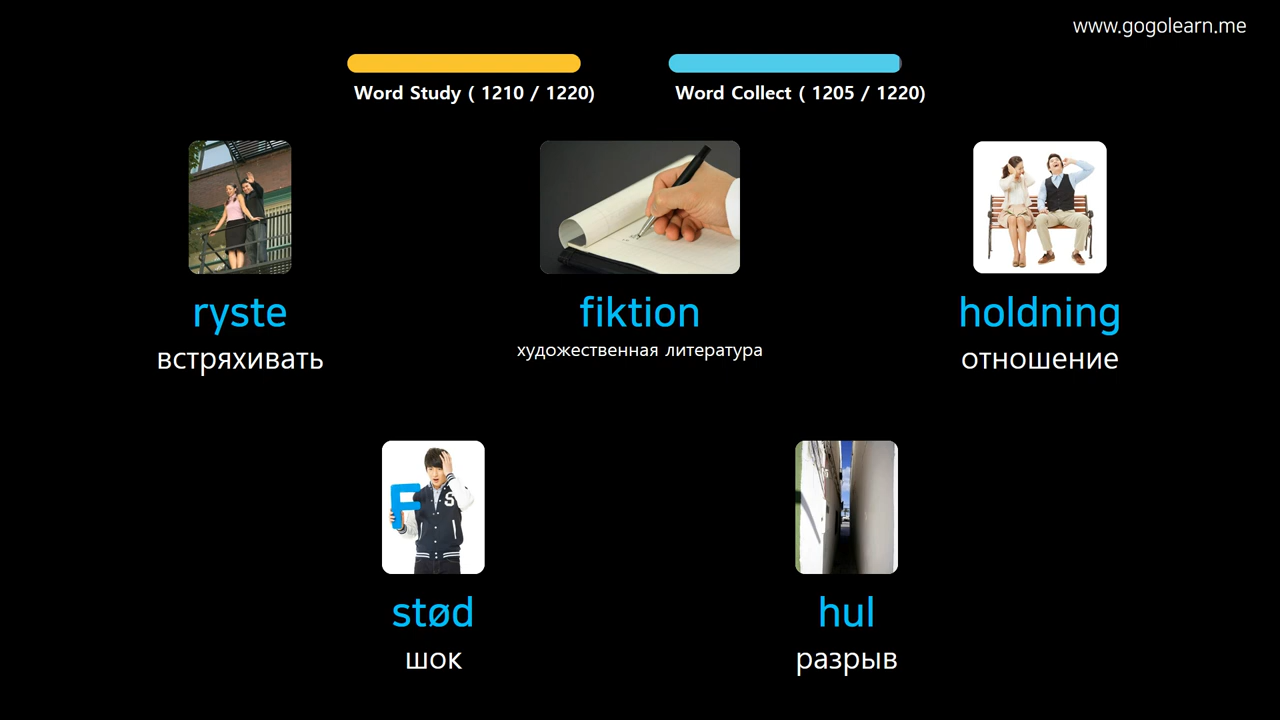 www.gogolearn.me
Word Study ( 1210 / 1220)
Word Collect ( 1205 / 1220)
ryste
встряхивать
fiktion
художественная литература
holdning
отношение
F
S
stød
шок
hul
разрыв